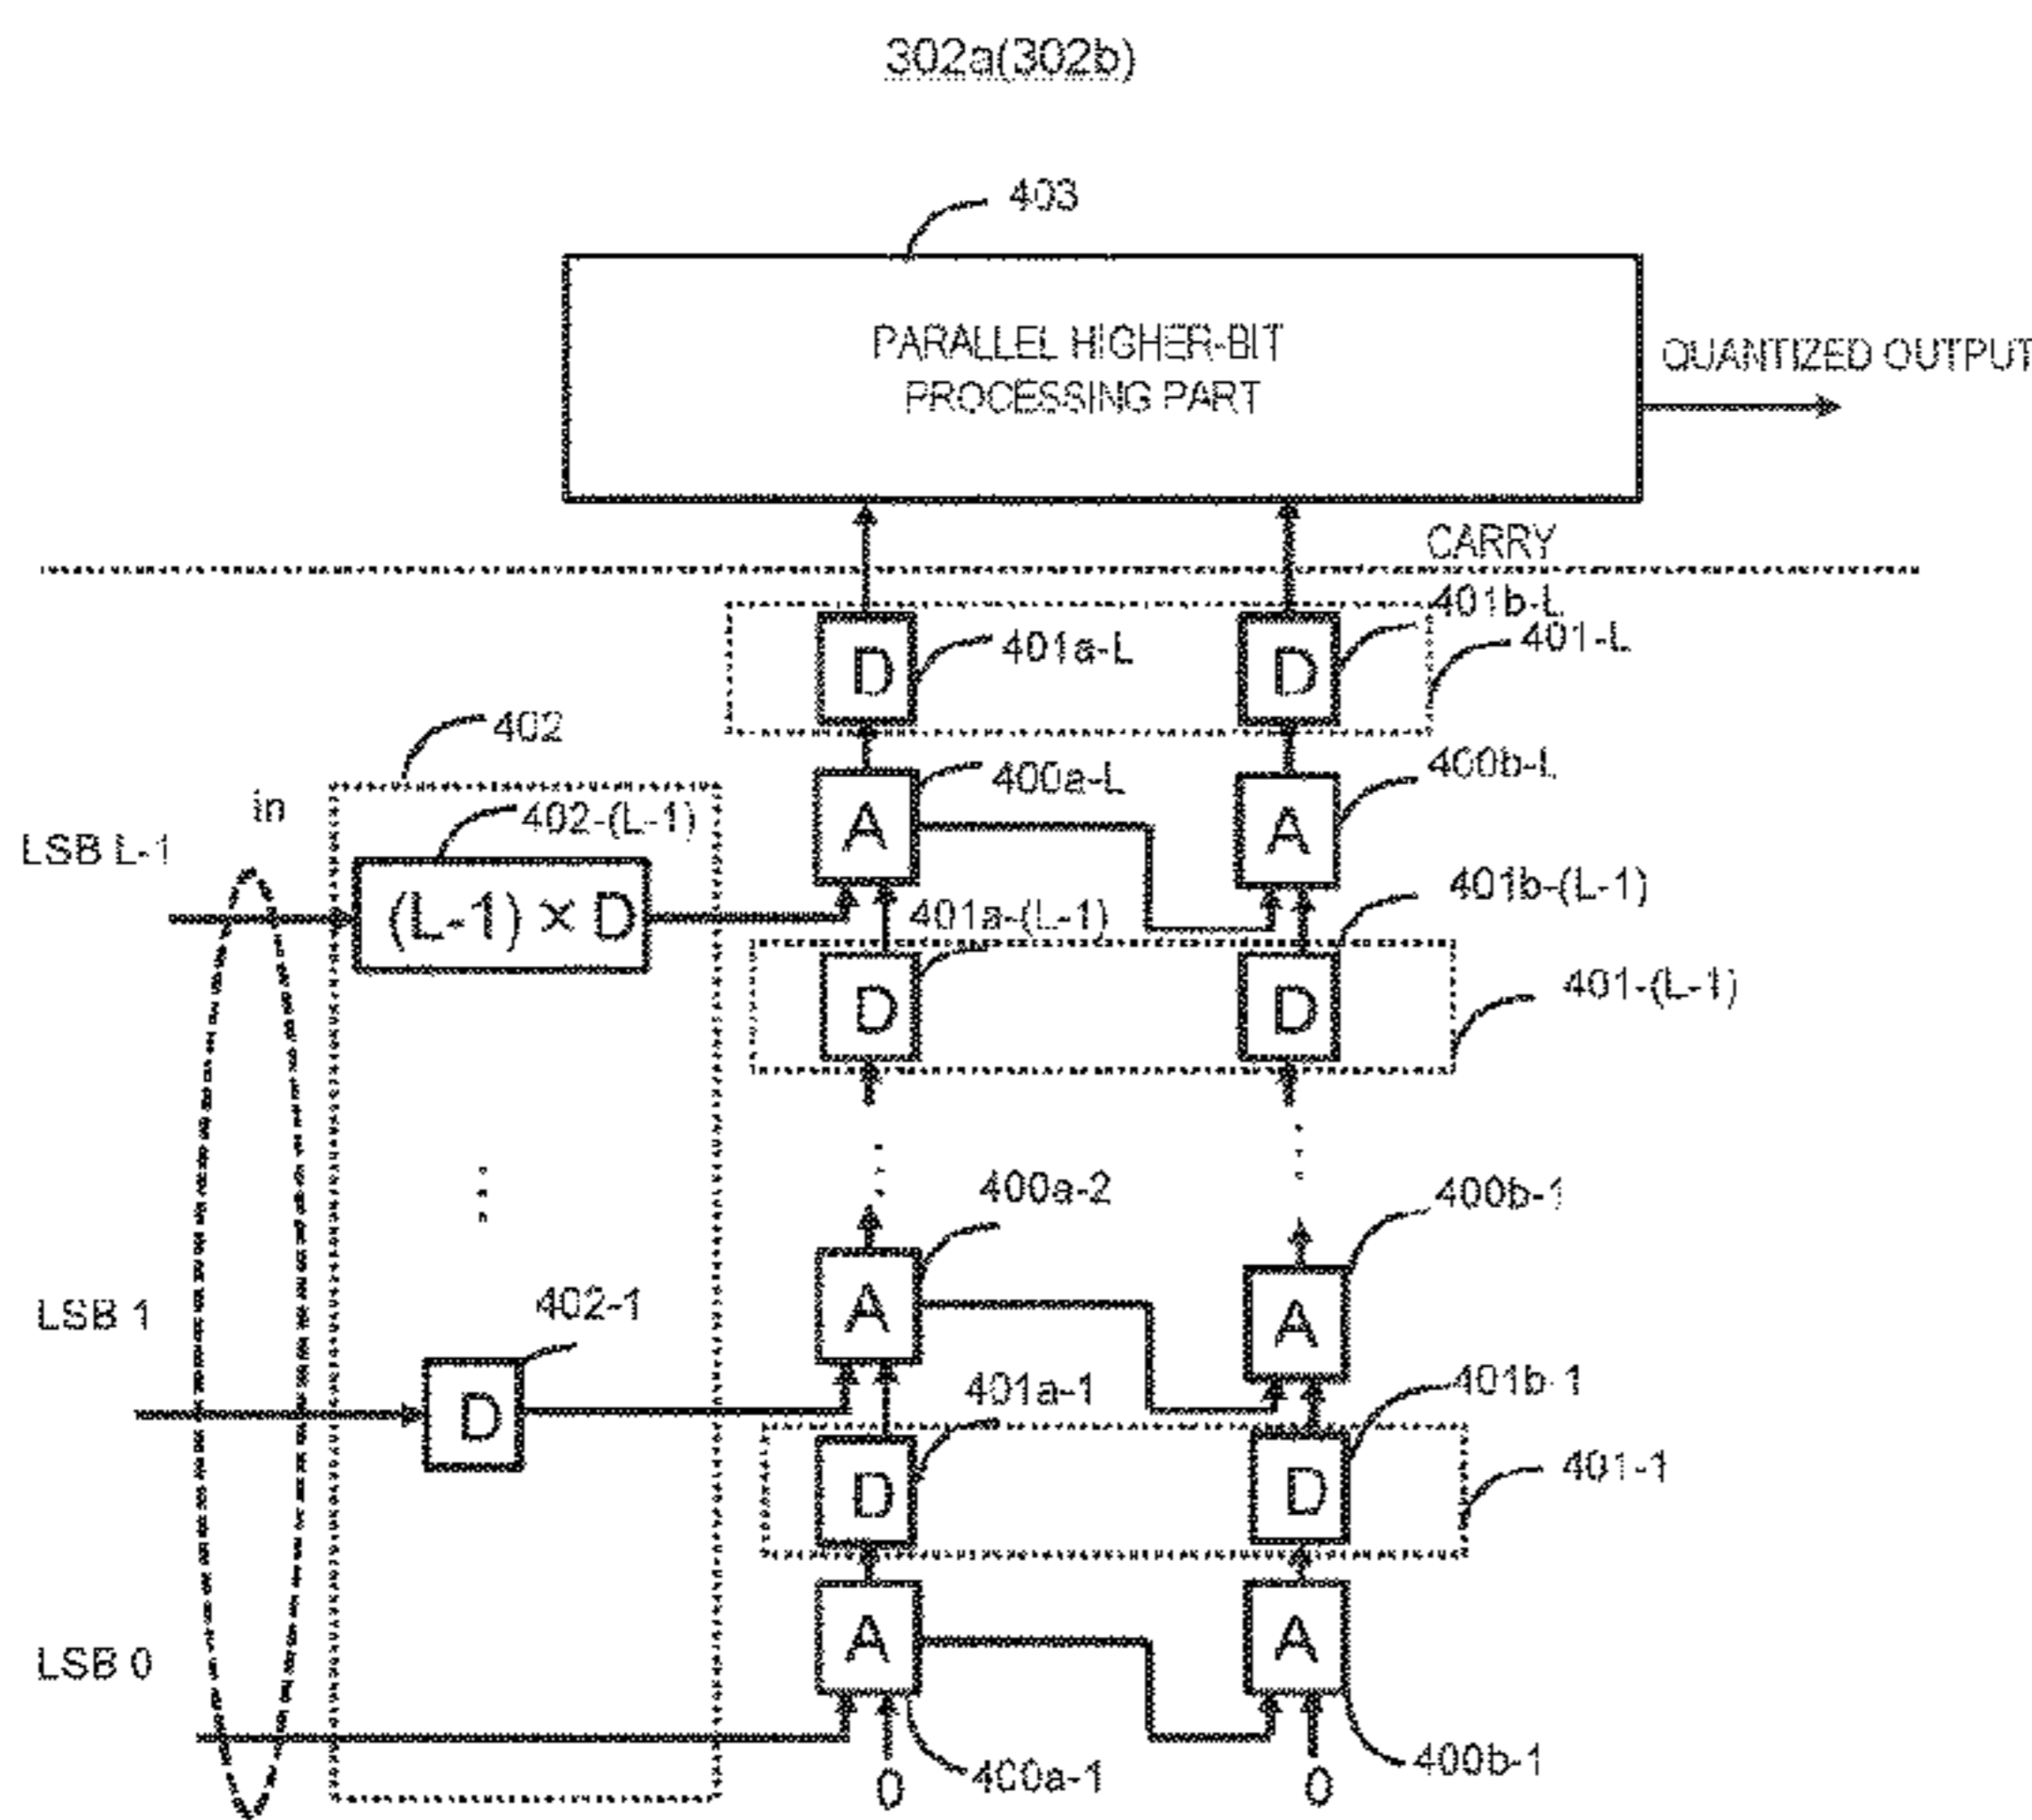 302a(302b)
403
PARALLEL HIGHER-BIT
PROCESSING PART
QUANTIZED OUTPUT
CARRY
401b-L
D
401a-L
D
401-L
402
400a-L
400b-L
in
402-(L-1)
A
A
LSB L-1
(L-1) × D
401a-(L-1)
401b-(L-1)
D
D
401-(L-1)
400a-2
400b-1
LSB 1
402-1
A
A
D
401a-1
401b-1
D
D
401-1
LSB 0
A
A
0
400a-1
0
400b-1